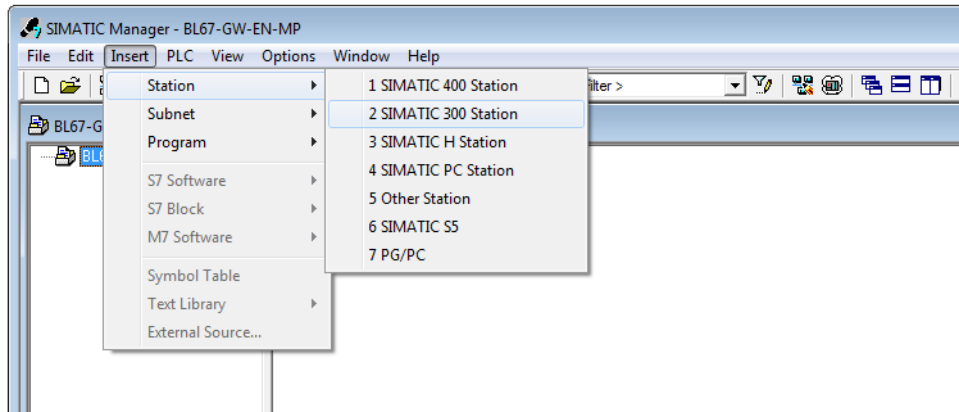 SIMATIC Manager - BL67-GW-EN-MP
File Edit Insert PLC View Options Window Help
Station
1 SIMATIC 400 Station
ilter >
Subnet
2 SIMATIC 300 Station
BL67-G
Program
3 SIMATIC H Station
BL6
4 SIMATIC PC Station
S7 Software
5 Other Station
S7 Block
6 SIMATIC S5
M7 Software
7 PG/PC
Symbol Table
Text Library
External Source...